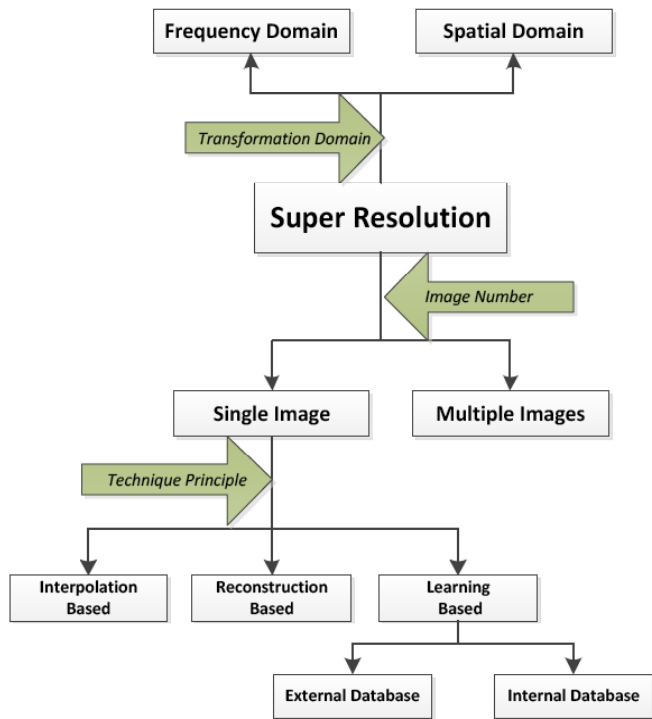 Frequency Domain
Spatial Domain
Transformation Domain
Super Resolution
Image Number
Single Image
Multiple Images
Technique Principle
Interpolation
Based
Reconstruction
Based
Learning
Based
External Database
Internal Database